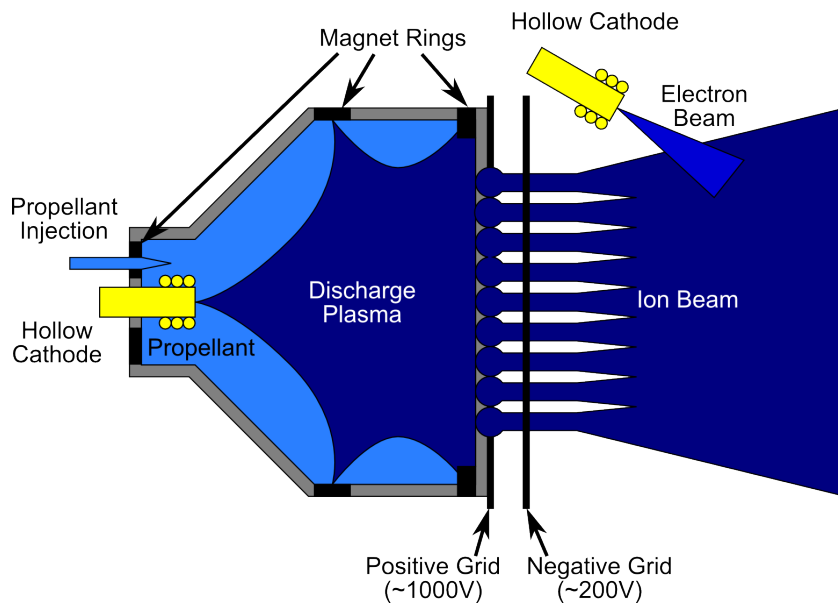 Magnet Rings
Hollow Cathode
Electron
Beam
Propellant
Injection
Discharge
Plasma
Ion Beam
Hollow
Cathode
Propellant
Positive Grid
(~1000V)
Negative Grid
(~200V)